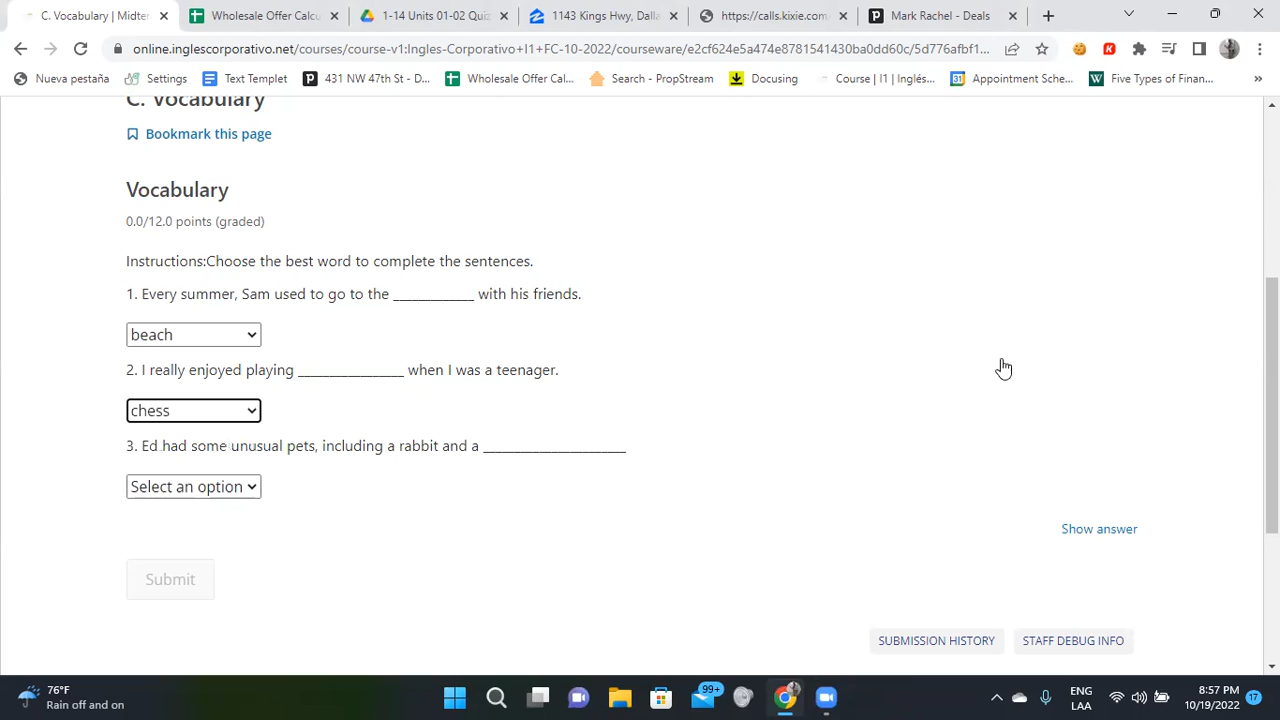 C. Vocabulary | Midter
Wholesale Offer Calcu
1-14 Units 01-02 Quiz
1143 Kings Hwy, Dalla
https://calls.kixie.com/
Mark Rachel - Deals
online.inglescorporativo.net/courses/course-v1:Ingles-Corporativo+I1+FC-10-2022/courseware/e2cf624e5a474e8781541430ba0dd60c/5d776afbf1...
Nueva pestaña
Settings
Text Templet
431 NW 47th St - D...
Wholesale Offer Cal...
Search - PropStream
Docusing
Course | I1 | Inglés...
Appointment Sche...
Five Types of Finan...
»
C. Vocabulary
Bookmark this page
Vocabulary
0.0/12.0 points (graded)
Instructions:Choose the best word to complete the sentences.
1. Every summer, Sam used to go to the _____________ with his friends.
beach
2. I really enjoyed playing _________________ when I was a teenager.
chess
3. Ed had some unusual pets, including a rabbit and a _______________________
Select an option
Show answer
Submit
SUBMISSION HISTORY
STAFF DEBUG INFO
76°F
Rain off and on
99+
ENG
LAA
8:57 PM
10/19/2022
17